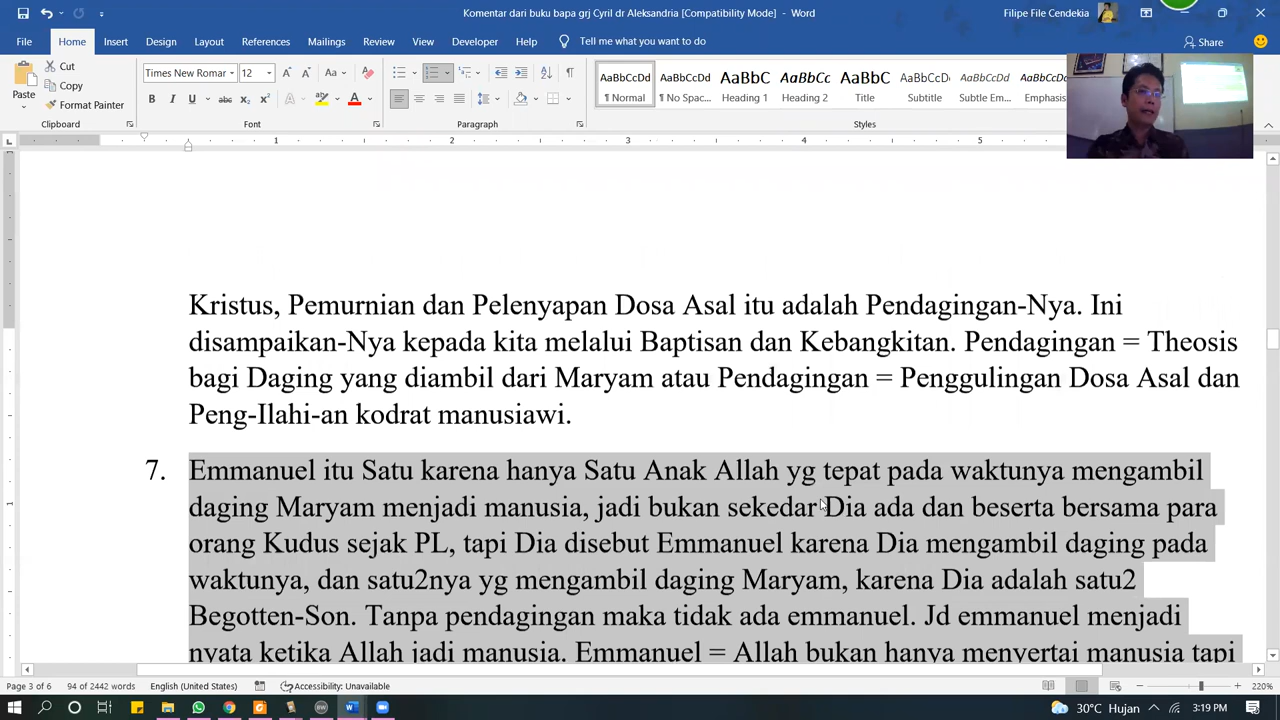 Komentar dari buku bapa grj Cyril dr Aleksandria [Compatibility Mode] - Word
Filipe File Cendekia
File Home Insert Design Layout References Mailings Review View Developer Help Tell me what you want to do Share
Paste Cut Copy Format Painter
Times New Romar 12 Aa
AaBbCcDd AaBbCcDd AaBbC AaBbCc AaBbC AaBbCcD AaBbCcDd AaBbCcDd
¶ Normal ¶ No Spac... Heading 1 Heading 2 Title Subtitle Subtle Em... Emphasis
Clipboard Font Paragraph Styles
1 2 3 4 5
Kristus, Pemurnian dan Pelenyapan Dosa Asal itu adalah Pendagingan-Nya. Ini
disampaikan-Nya kepada kita melalui Baptisan dan Kebangkitan. Pendagingan = Theosis
bagi Daging yang diambil dari Maryam atau Pendagingan = Penggulingan Dosa Asal dan
Peng-Ilahi-an kodrat manusiawi.
7. Emmanuel itu Satu karena hanya Satu Anak Allah yg tepat pada waktunya mengambil
daging Maryam menjadi manusia, jadi bukan sekedar Dia ada dan beserta bersama para
orang Kudus sejak PL, tapi Dia disebut Emmanuel karena Dia mengambil daging pada
waktunya, dan satu2nya yg mengambil daging Maryam, karena Dia adalah satu2
Begotten-Son. Tanpa pendagingan maka tidak ada emmanuel. Jd emmanuel menjadi
nyata ketika Allah jadi manusia. Emmanuel = Allah bukan hanya menyertai manusia tapi
Page 3 of 6 94 of 2442 words English (United States) Accessibility: Unavailable 220%
30°C Hujan 3:19 PM